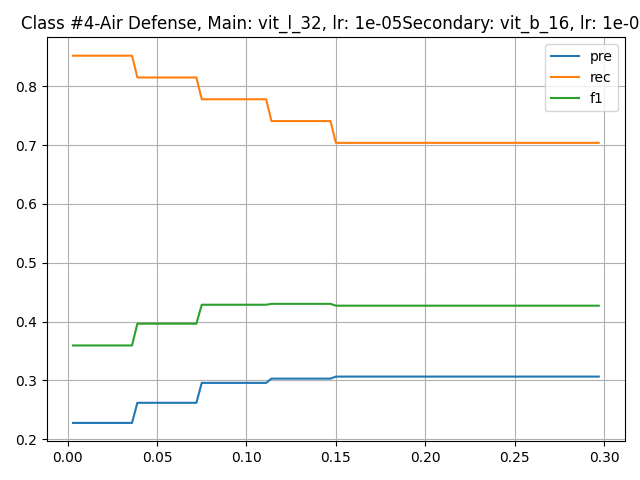 Class #4-Air Defense, Main: vit_l_32, lr: 1e-05Secondary: vit_b_16, lr: 1e-0
pre
rec
f1
0.8
0.7
0.6
0.5
0.4
0.3
0.2
0.00 0.05 0.10 0.15 0.20 0.25 0.30